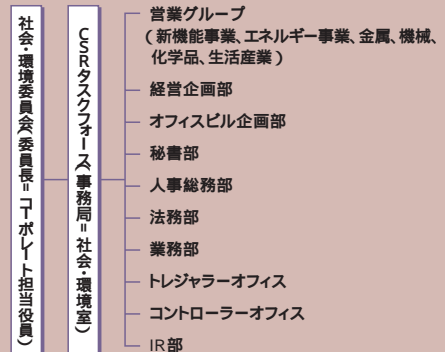 社会・環境委員会(委員長=コーポレート担当役員)
CSRタスクフォース(事務局=社会・環境室)
営業グループ
(新機能事業、エネルギー事業、金属、機械、
化学品、生活産業)
経営企画部
オフィスビル企画部
秘書部
人事総務部
法務部
業務部
トレジャラーオフィス
コントローラーオフィス
IR部